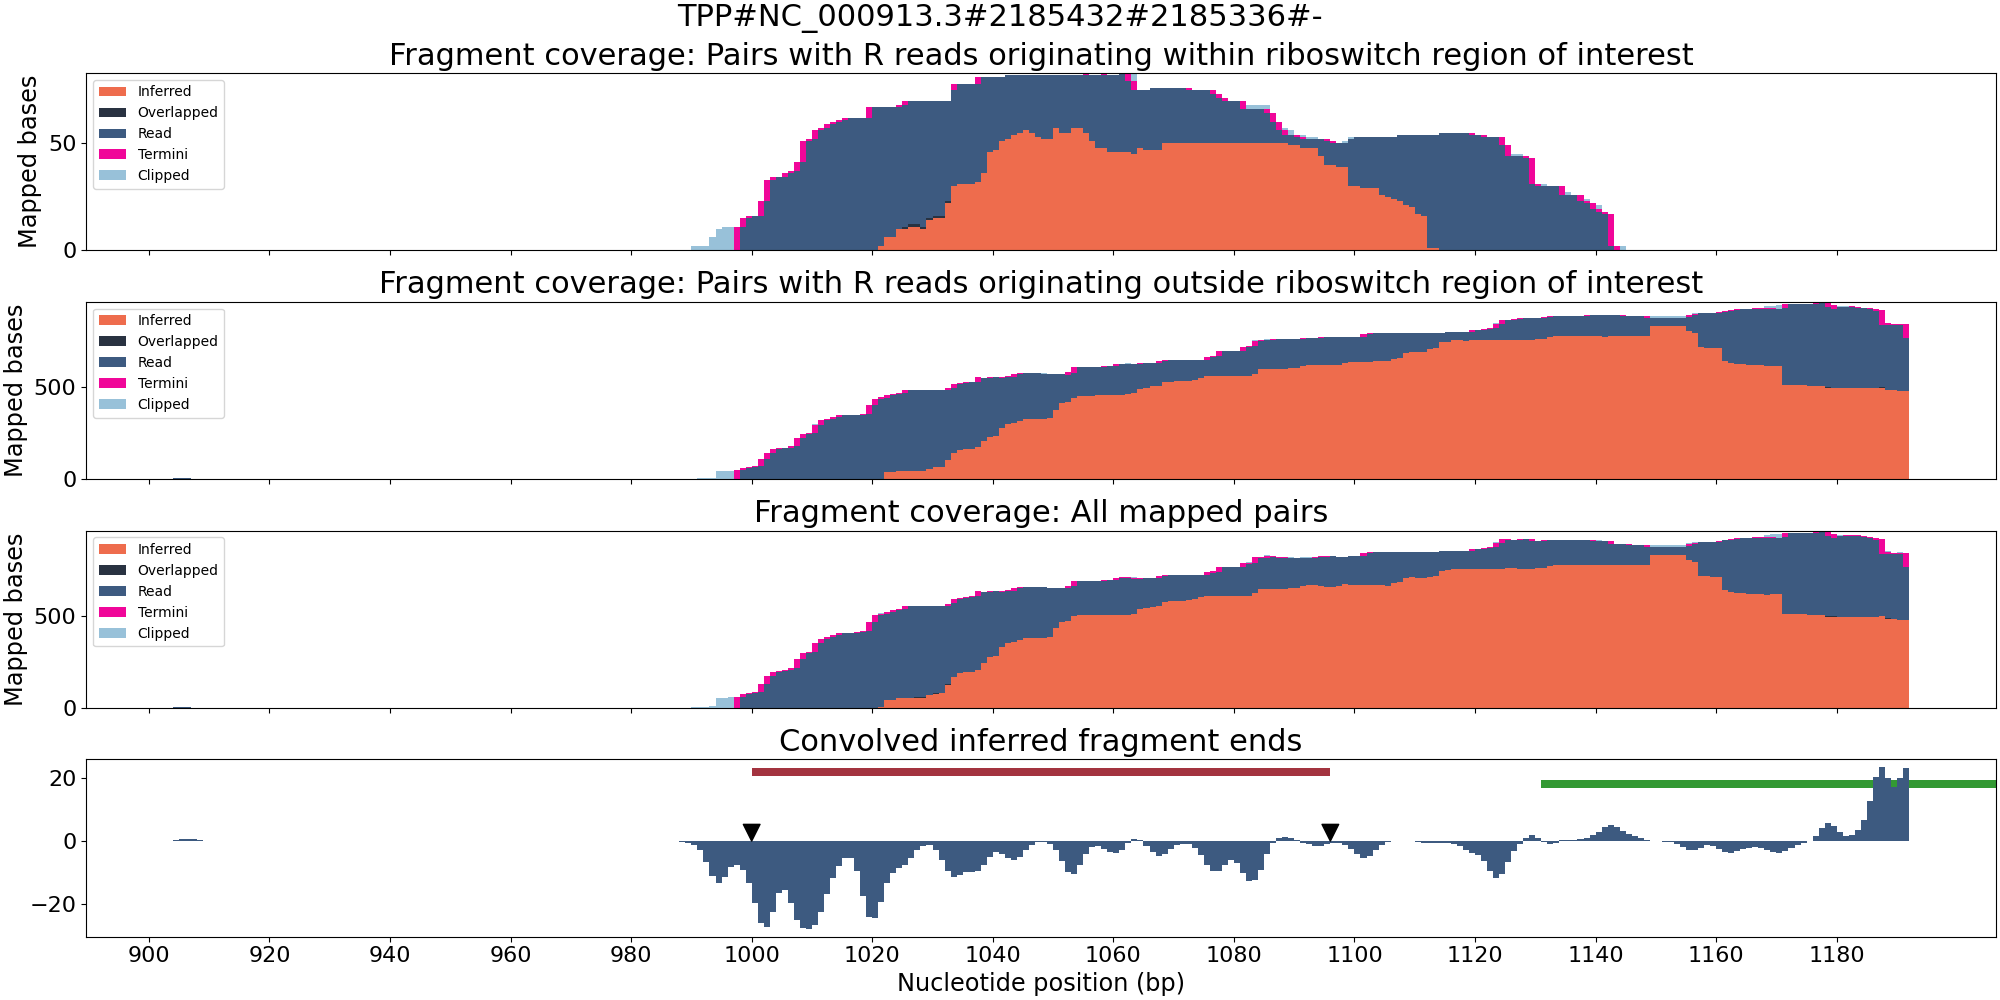 TPP#NC_000913.3#2185432#2185336#-
Fragment coverage: Pairs with R reads originating within riboswitch region of interest
Mapped bases
50
0
Inferred
Overlapped
Read
Termini
Clipped
Fragment coverage: Pairs with R reads originating outside riboswitch region of interest
Mapped bases
500
0
Inferred
Overlapped
Read
Termini
Clipped
Fragment coverage: All mapped pairs
Mapped bases
500
0
Inferred
Overlapped
Read
Termini
Clipped
Convolved inferred fragment ends
20
0
−20
900 920 940 960 980 1000 1020 1040 1060 1080 1100 1120 1140 1160 1180
Nucleotide position (bp)